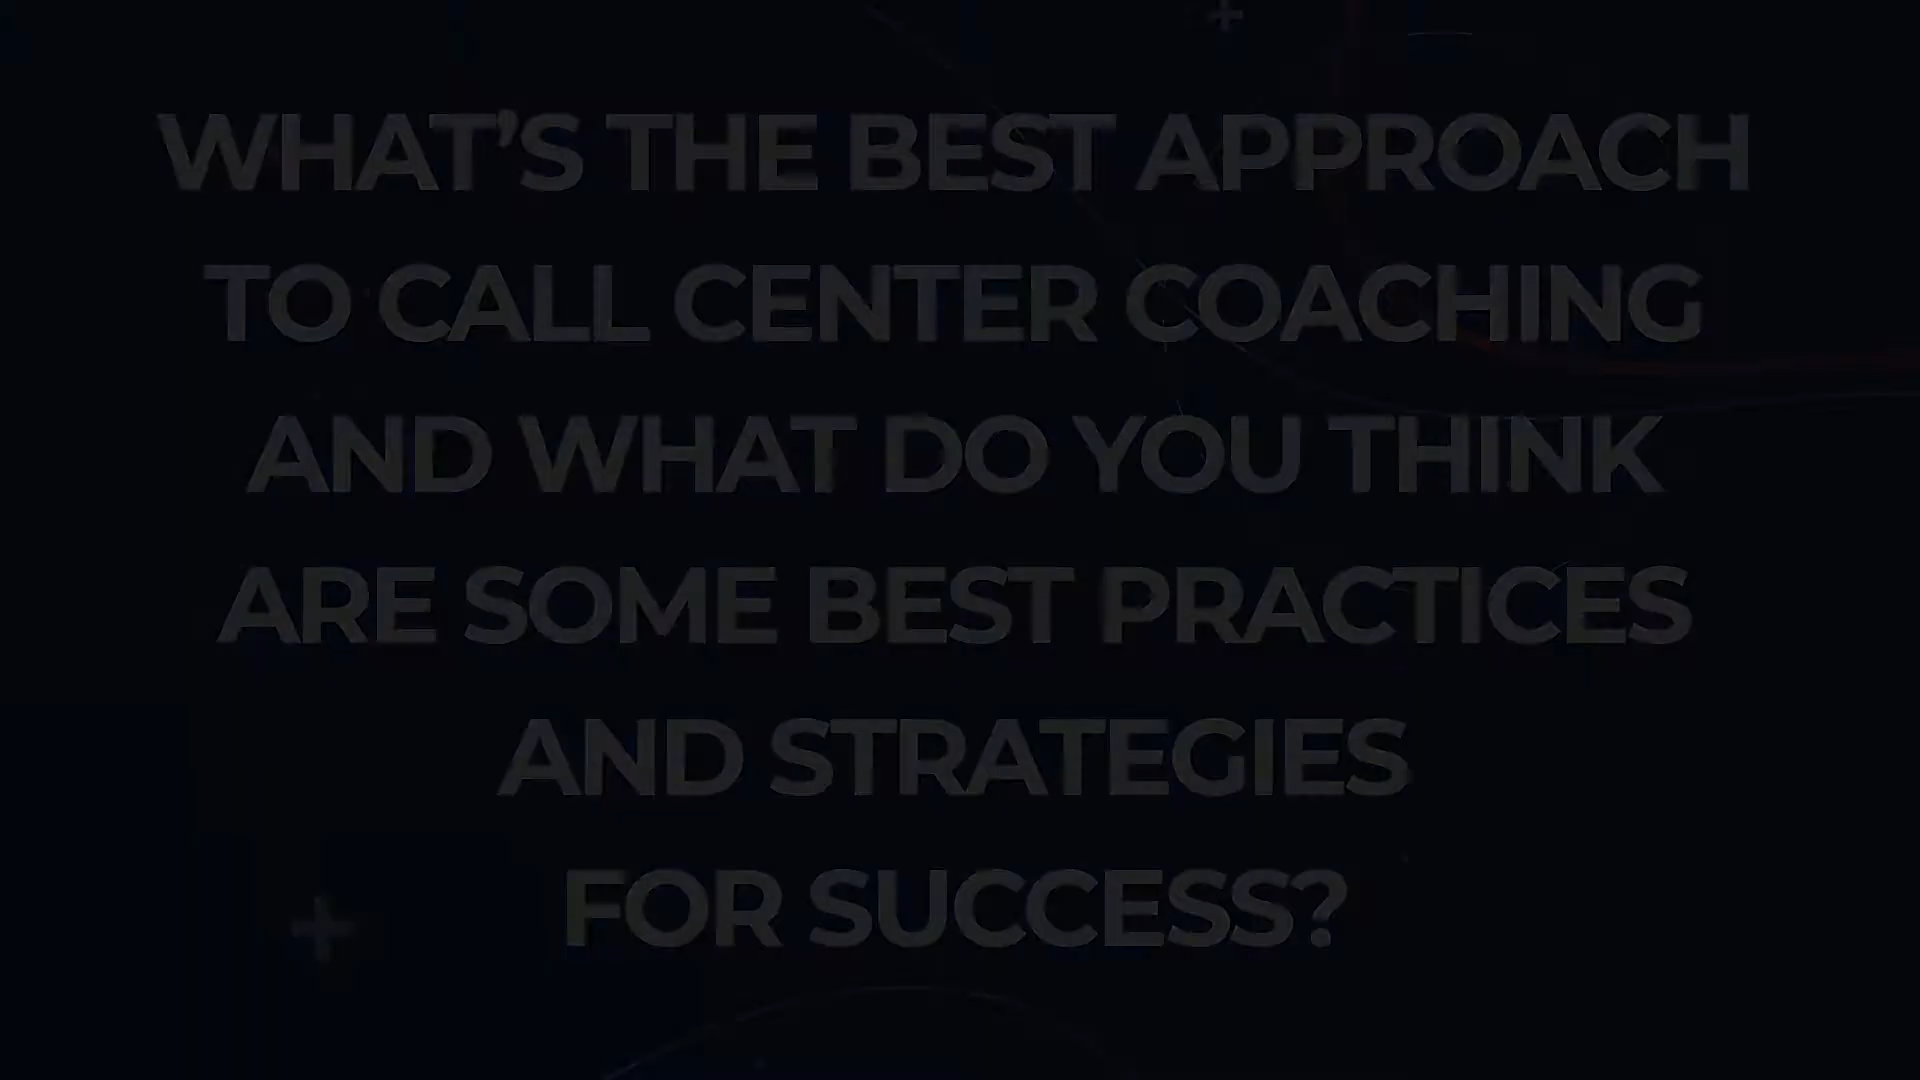 WHAT'S THE BEST APPROACH
TO CALL CENTER COACHING
AND WHAT DO YOU THINK
ARE SOME BEST PRACTICES
AND STRATEGIES
FOR SUCCESS?